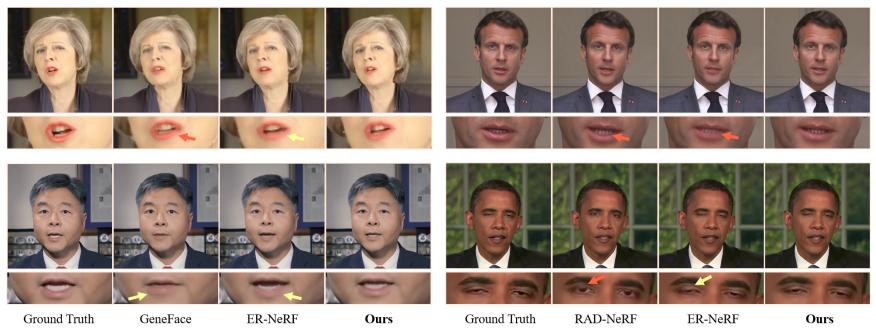 Ground Truth GeneFace ER-NeRF Ours Ground Truth RAD-NeRF ER-NeRF Ours